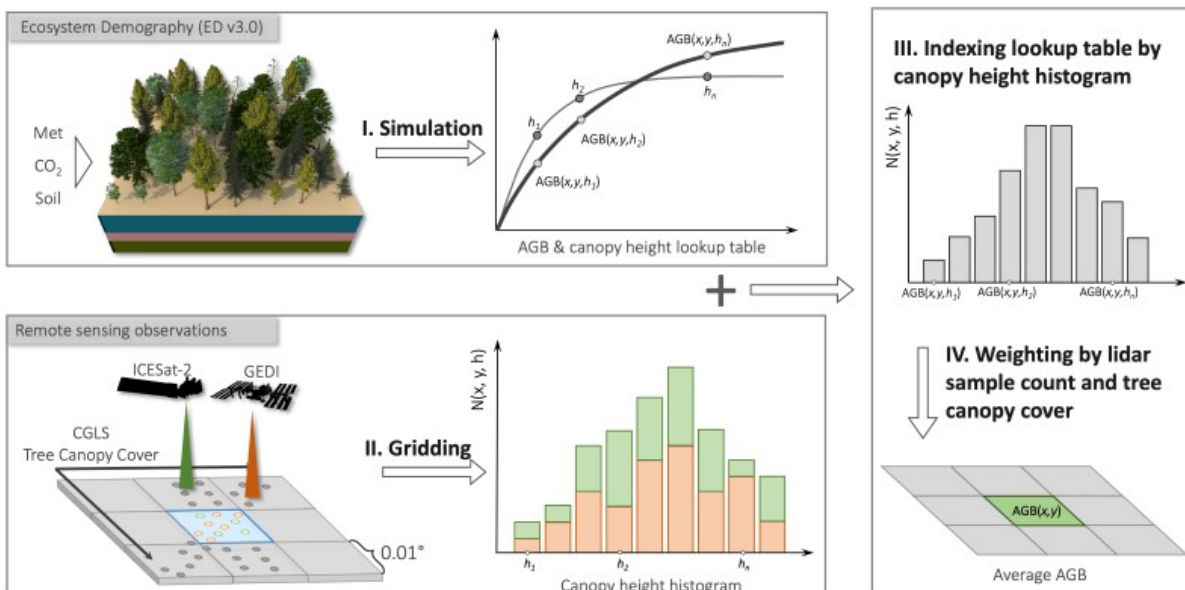 Ecosystem Demography (ED v3.0)
Met
CO₂
Soil
I. Simulation
h₁
h₂
hₙ
AGB(x,y,hₙ)
AGB(x,y,h₂)
AGB(x,y,h₁)
AGB & canopy height lookup table
+
Remote sensing observations
ICESat-2
GEDI
CGLS
Tree Canopy Cover
0.01°
II. Gridding
N(x, y, h)
h₁
h₂
hₙ
Canopy height histogram
III. Indexing lookup table by
canopy height histogram
N(x, y, h)
AGB(x,y,h₁)
AGB(x,y,h₂)
AGB(x,y,hₙ)
IV. Weighting by lidar
sample count and tree
canopy cover
AGB(x,y)
Average AGB